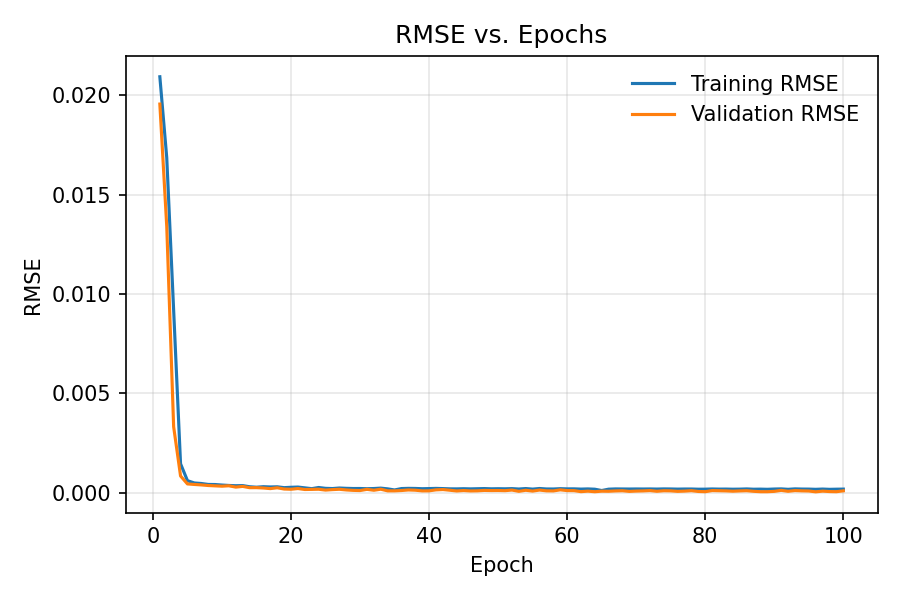 RMSE vs. Epochs
Training RMSE
Validation RMSE
0.020
0.015
0.010
0.005
0.000
RMSE
0 20 40 60 80 100
Epoch